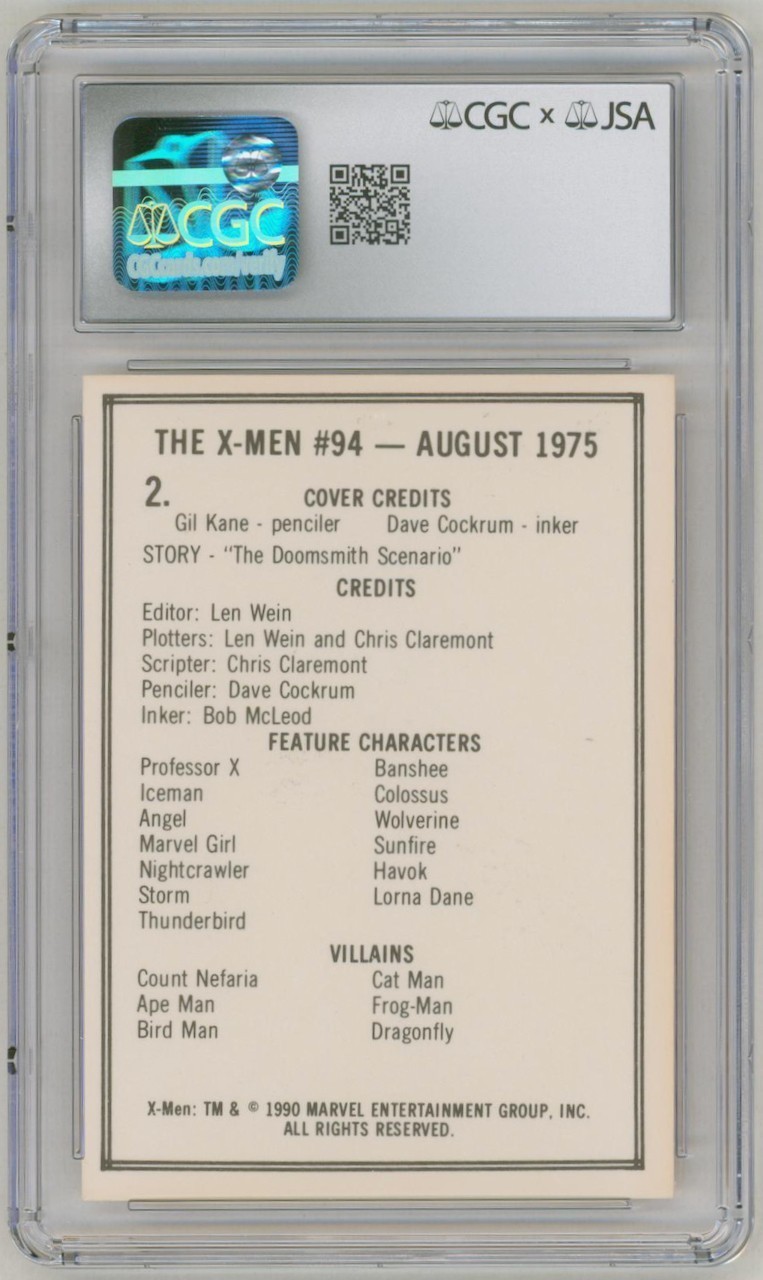 CGC x JSA
CGC
THE X-MEN #94 — AUGUST 1975
2. COVER CREDITS
Gil Kane - penciler Dave Cockrum - inker
STORY - "The Doomsmith Scenario"
CREDITS
Editor: Len Wein
Plotters: Len Wein and Chris Claremont
Scripter: Chris Claremont
Penciler: Dave Cockrum
Inker: Bob McLeod
FEATURE CHARACTERS
Professor X Banshee
Iceman Colossus
Angel Wolverine
Marvel Girl Sunfire
Nightcrawler Havok
Storm Lorna Dane
Thunderbird
VILLAINS
Count Nefaria Cat Man
Ape Man Frog-Man
Bird Man Dragonfly
X-Men: TM & © 1990 MARVEL ENTERTAINMENT GROUP, INC.
ALL RIGHTS RESERVED.